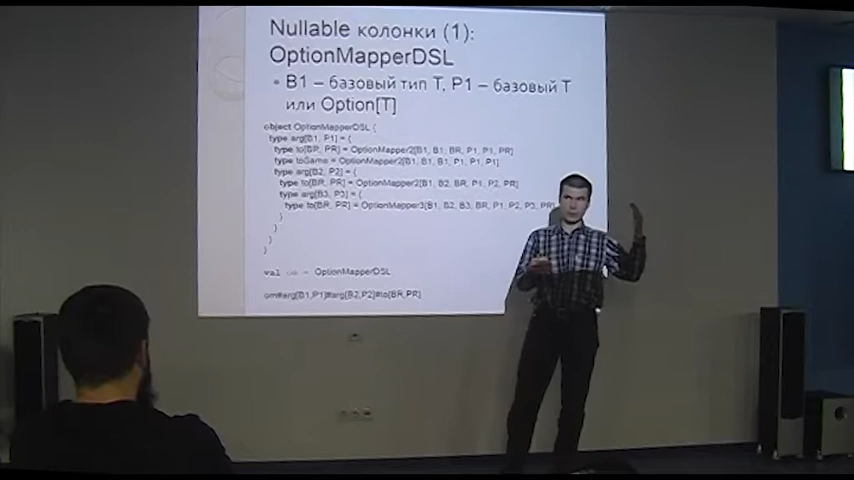 Nullable колонки (1):
OptionMapperDSL
B1 – базовый тип T, P1 – базовый T
или Option[T]
object OptionMapperDSL {
type arg[B1, P1] = {
type to[BR, PR] = OptionMapper2[B1, B1, BR, P1, P1, PR]
type toSame = OptionMapper2[B1, B1, B1, P1, P1, P1]
type arg[B2, P2] = {
type to[BR, PR] = OptionMapper2[B1, B2, BR, P1, P2, PR]
type arg[B3, P3] = {
type to[BR, PR] = OptionMapper3[B1, B2, B3, BR, P1, P2, P3, PR]
}
}
}
}
val = OptionMapperDSL
om#arg[B1,P1]#arg[B2,P2]#to[BR,PR]